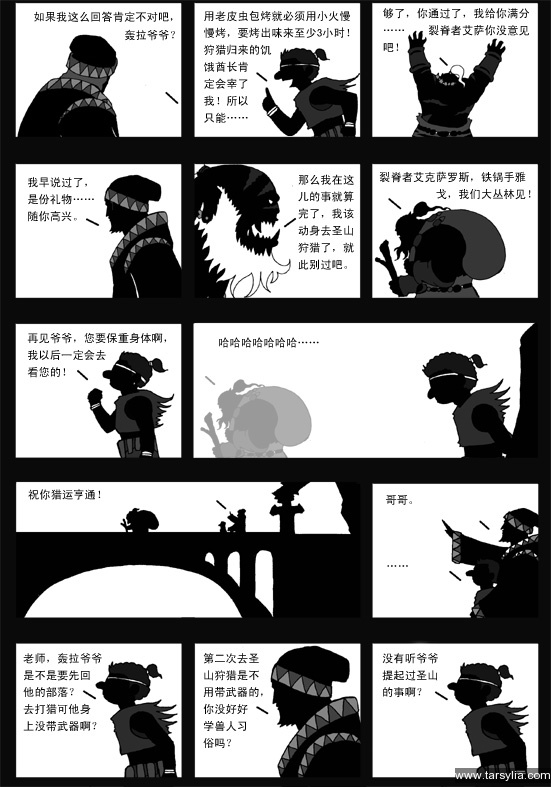 如果我这么回答肯定不对吧，
轰拉爷爷？
用老皮虫包烤就必须用小火慢
慢烤，要烤出味来至少3小时！
狩猎归来的饥
饿酋长肯
定会宰了
我！所以
只能……
够了，你通过了，我给你满分
……　裂脊者艾萨你没意见
吧！
我早说过了，
是份礼物……
随你高兴。
那么我在这
儿的事就算
完了，我该
动身去圣山
狩猎了，就
此别过吧。
裂脊者艾克萨罗斯，铁锅手雅
戈，我们大丛林见！
再见爷爷，您要保重身体啊，
我以后一定会去
看您的！
哈哈哈哈哈哈哈……
祝你猎运亨通！
哥哥。
……
老师，轰拉爷爷
是不是要先回
他的部落？
去打猎可他身
上没带武器啊？
第二次去圣
山狩猎是不
用带武器的，
你没好好
学兽人习
俗吗？
没有听爷爷
提起过圣山
的事啊？
www.tarsylia.com